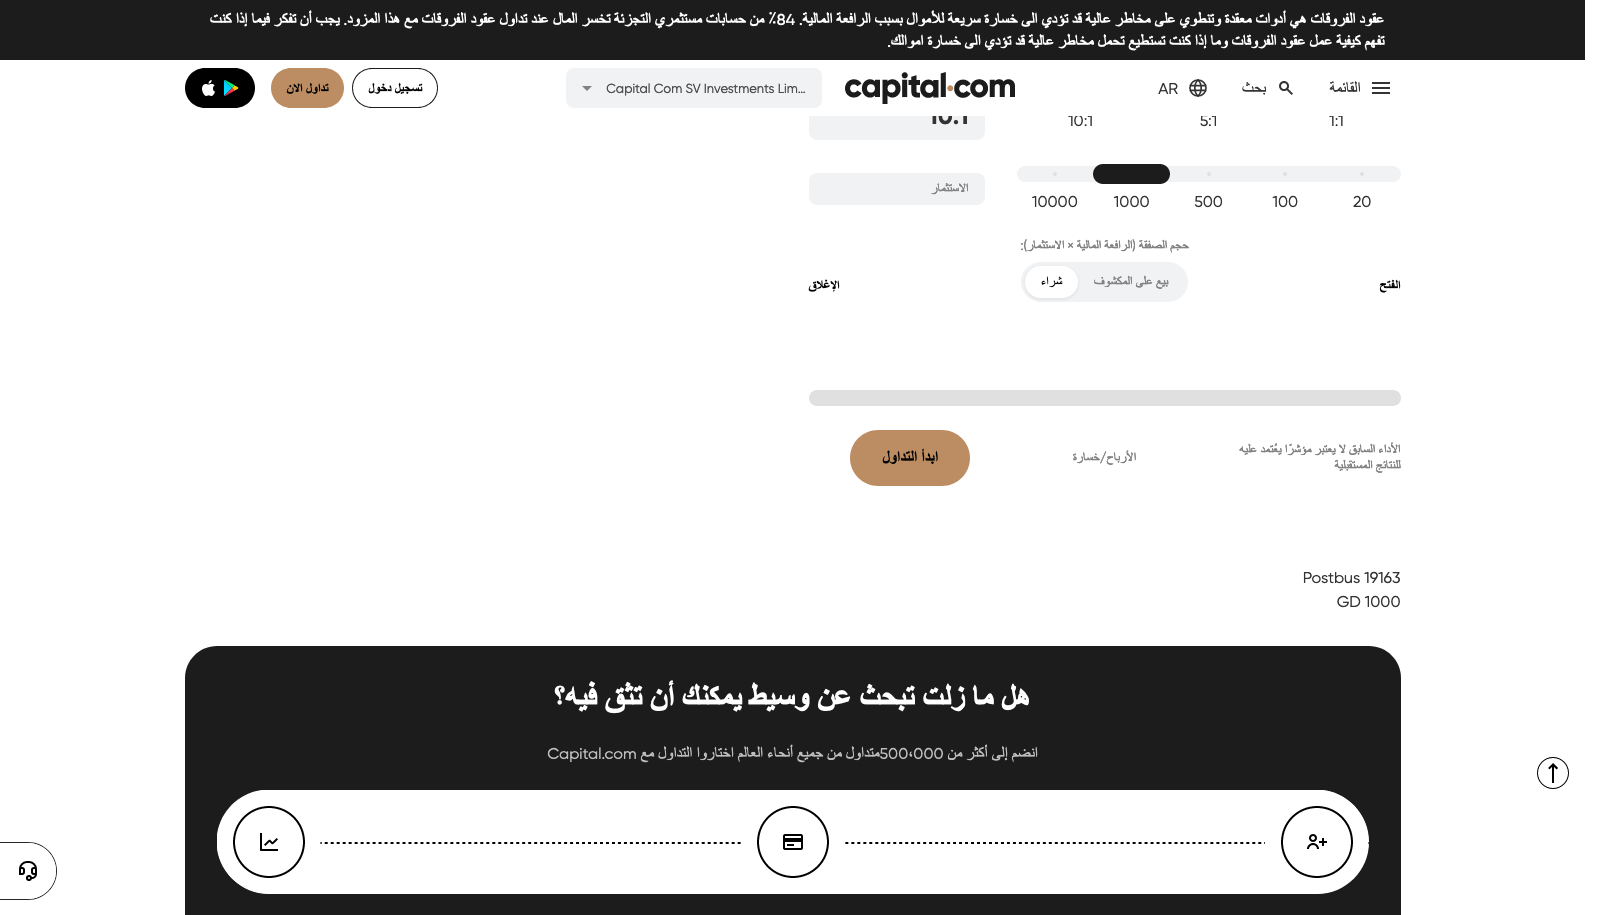 عقود الفروقات هي أدوات معقدة وتنطوي على مخاطر عالية قد تؤدي الى خسارة سريعة للأموال بسبب الرافعة المالية. 84٪ من حسابات مستثمري التجزئة تخسر المال عند تداول عقود الفروقات مع هذا المزود. يجب أن تفكر فيما إذا كنت
تفهم كيفية عمل عقود الفروقات وما إذا كنت تستطيع تحمل مخاطر عالية قد تؤدي الى خسارة اموالك.
القائمة
بحث
AR
capital.com
Capital Com SV Investments Lim...
تسجيل دخول
تداول الان
1:1
5:1
10:1
10:1
20
100
500
1000
10000
الاستثمار
حجم الصفقة (الرافعة المالية × الاستثمار):
الفتح
بيع على المكشوف
شراء
الإغلاق
الأداء السابق لا يعتبر مؤشرًا يعُتمد عليه
للنتائج المستقبلية
الأرباح/خسارة
ابدأ التداول
Postbus 19163
GD 1000
هل ما زلت تبحث عن وسيط يمكنك أن تثق فيه؟
انضم إلى أكثر من 500،000متداول من جميع أنحاء العالم اختاروا التداول مع Capital.com